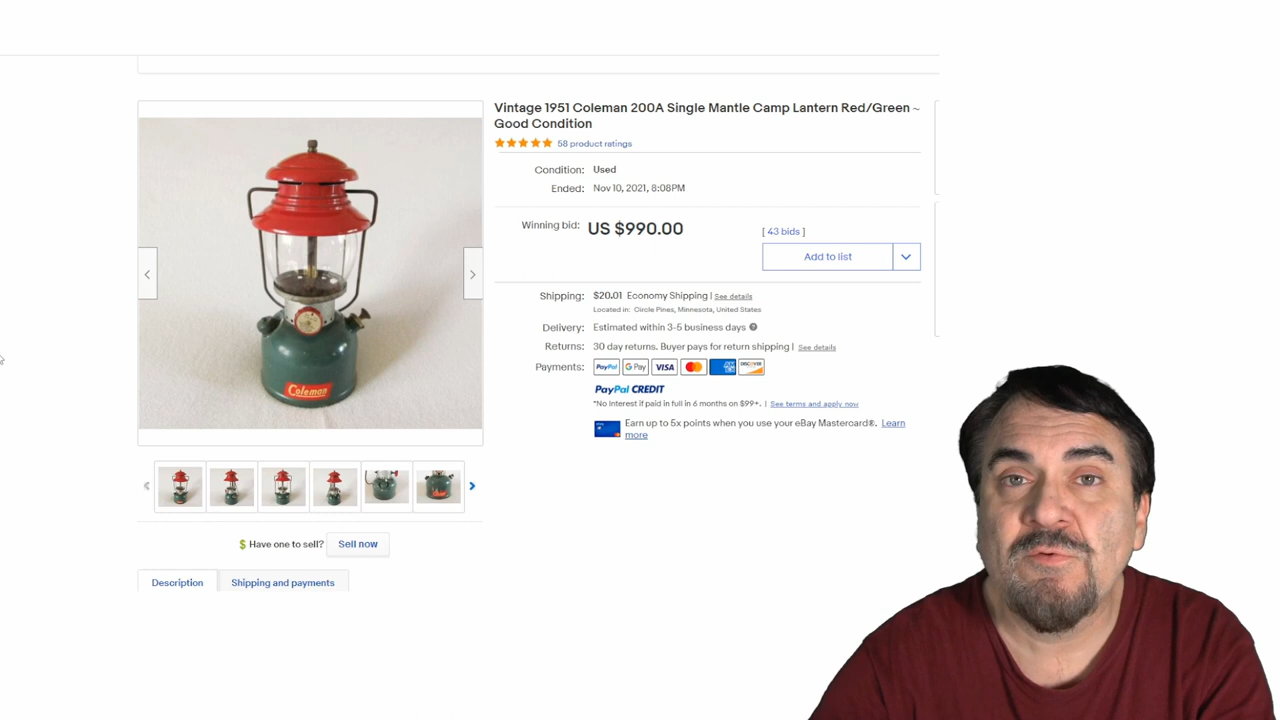 Vintage 1951 Coleman 200A Single Mantle Camp Lantern Red/Green ~
Good Condition
58 product ratings
Condition: Used
Ended: Nov 10, 2021, 8:08PM
Winning bid: US $990.00
[ 43 bids ]
Add to list
Shipping: $20.01 Economy Shipping | See details
Located in: Circle Pines, Minnesota, United States
Delivery: Estimated within 3-5 business days
Returns: 30 day returns. Buyer pays for return shipping | See details
Payments: PayPal G Pay VISA DISCOVER
PayPal CREDIT
*No Interest if paid in full in 6 months on $99+. | See terms and apply now
Earn up to 5x points when you use your eBay Mastercard®. Learn
more
Coleman
Have one to sell? Sell now
Description
Shipping and payments